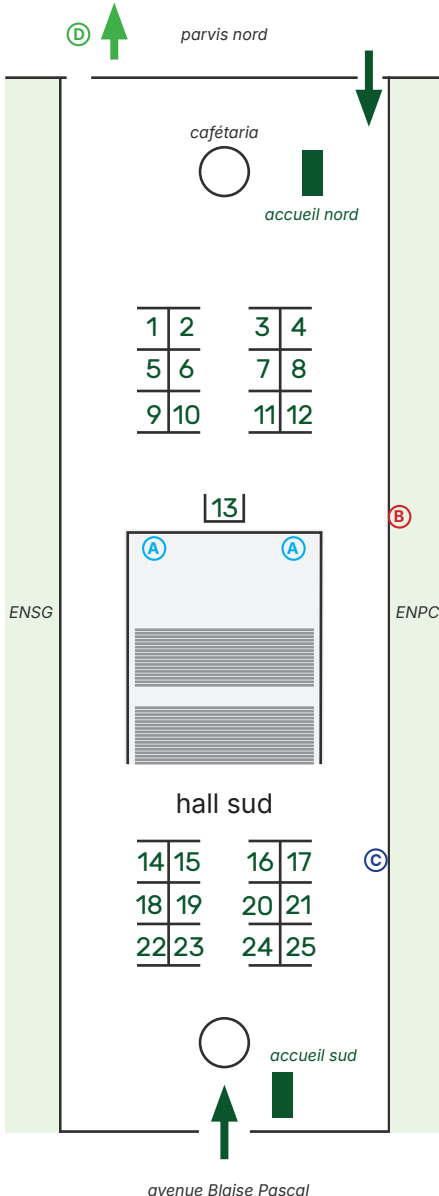 D
parvis nord
cafétaria
accueil nord
1 2 3 4
5 6 7 8
9 10 11 12
13
A A
B
ENSG
ENPC
hall sud
14 15 16 17
C
18 19 20 21
22 23 24 25
accueil sud
avenue Blaise Pascal